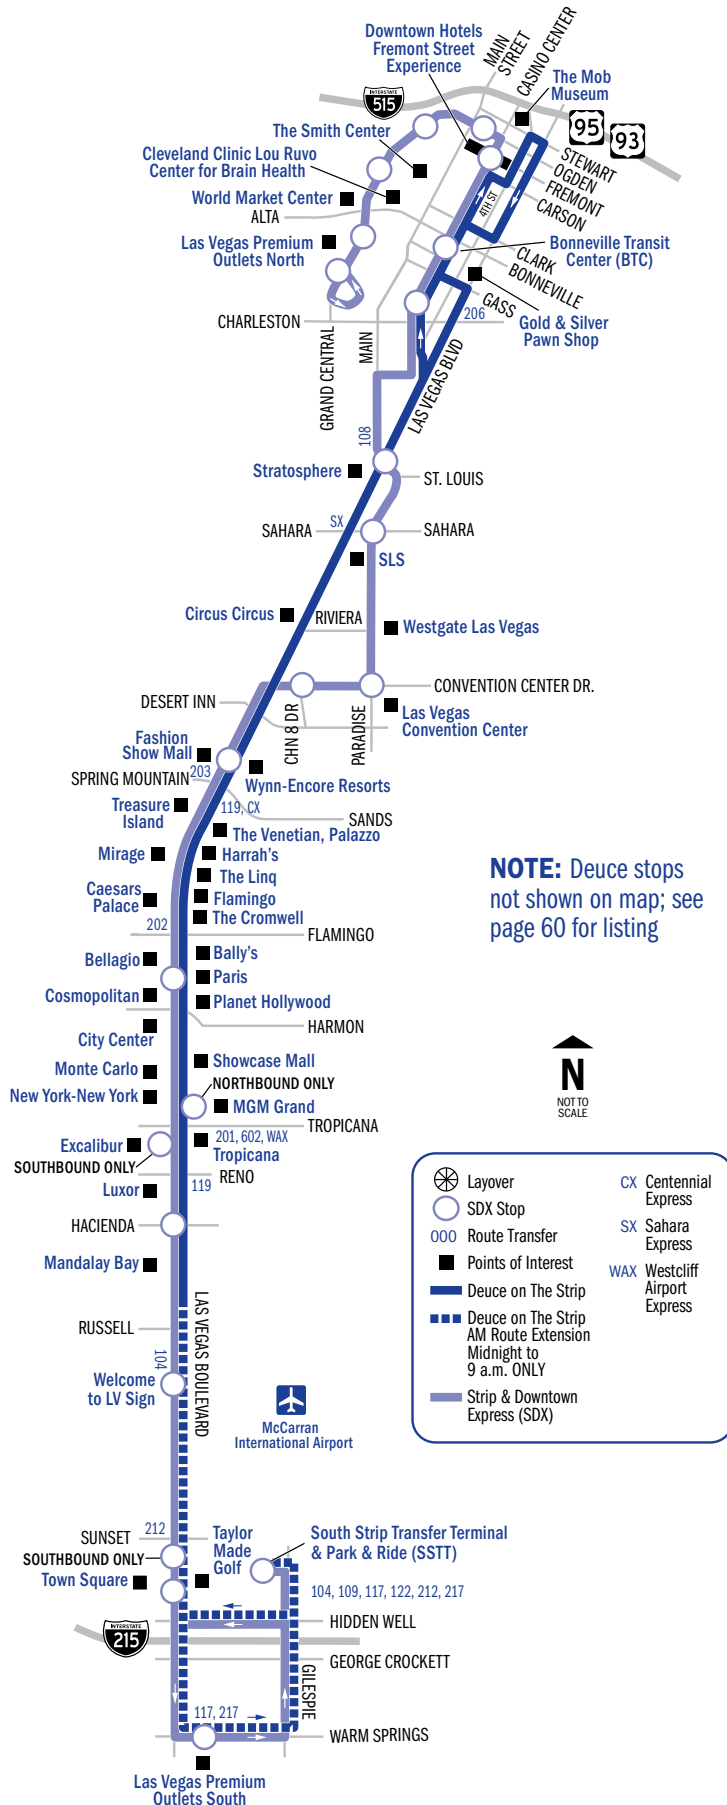 Downtown Hotels
Fremont Street
Experience
MAIN
STREET
CASINO CENTER
The Mob
Museum
INTERSTATE
515
95
93
The Smith Center
STEWART
OGDEN
FREMONT
CARSON
Cleveland Clinic Lou Ruvo
Center for Brain Health
World Market Center
4TH ST
ALTA
Las Vegas Premium
Outlets North
Bonneville Transit
Center (BTC)
CLARK
BONNEVILLE
GASS
206
Gold & Silver
Pawn Shop
CHARLESTON
GRAND CENTRAL
MAIN
LAS VEGAS BLVD
108
Stratosphere
ST. LOUIS
SAHARA
SX
SAHARA
SLS
Circus Circus
RIVIERA
Westgate Las Vegas
CONVENTION CENTER DR.
DESERT INN
CHN 8 DR
PARADISE
Las Vegas
Convention Center
Fashion
Show Mall
203
SPRING MOUNTAIN
Wynn-Encore Resorts
Treasure
Island
119, CX
SANDS
The Venetian, Palazzo
Mirage
Harrah's
The Linq
Caesars
Palace
Flamingo
The Cromwell
NOTE: Deuce stops
not shown on map; see
page 60 for listing
202
FLAMINGO
Bellagio
Bally's
Paris
Cosmopolitan
Planet Hollywood
City Center
HARMON
Monte Carlo
Showcase Mall
NORTHBOUND ONLY
New York-New York
MGM Grand
N
NOT TO
SCALE
TROPICANA
Excalibur
201, 602, WAX
Tropicana
SOUTHBOUND ONLY
RENO
Luxor
119
HACIENDA
Mandalay Bay
LAS VEGAS BOULEVARD
RUSSELL
104
Welcome
to LV Sign
McCarran
International Airport
Layover
SDX Stop
000
Route Transfer
Points of Interest
Deuce on The Strip
Deuce on The Strip
AM Route Extension
Midnight to
9 a.m. ONLY
Strip & Downtown
Express (SDX)
CX
Centennial
Express
SX
Sahara
Express
WAX
Westcliff
Airport
Express
212
SUNSET
SOUTHBOUND ONLY
Taylor
Made
Golf
Town Square
South Strip Transfer Terminal
& Park & Ride (SSTT)
104, 109, 117, 122, 212, 217
HIDDEN WELL
INTERSTATE
215
GEORGE CROCKETT
GILESPIE
117, 217
WARM SPRINGS
Las Vegas Premium
Outlets South